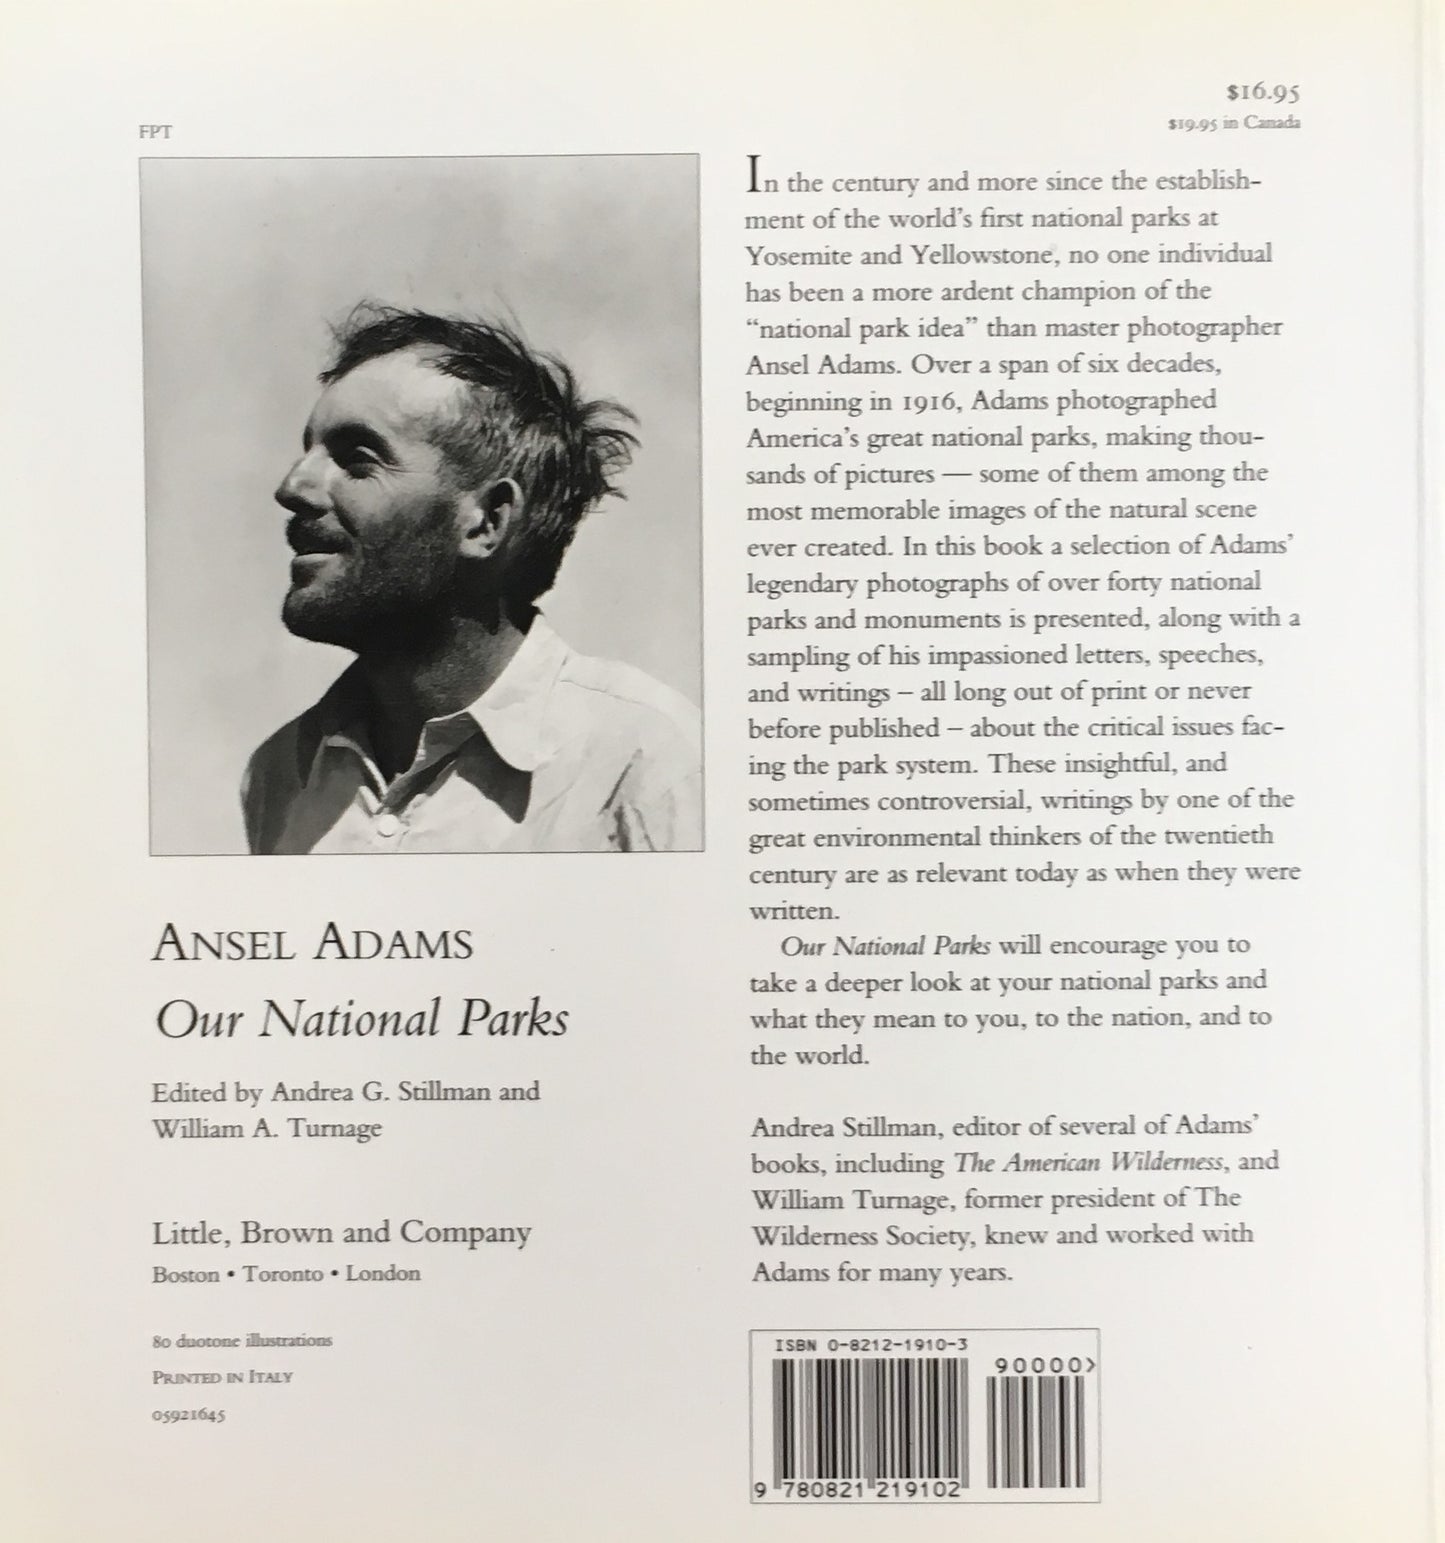 $16.95
$19.95 in Canada
FPT
In the century and more since the establish-
ment of the world's first national parks at
Yosemite and Yellowstone, no one individual
has been a more ardent champion of the
“national park idea” than master photographer
Ansel Adams. Over a span of six decades,
beginning in 1916, Adams photographed
America's great national parks, making thou-
sands of pictures — some of them among the
most memorable images of the natural scene
ever created. In this book a selection of Adams'
legendary photographs of over forty national
parks and monuments is presented, along with a
sampling of his impassioned letters, speeches,
and writings – all long out of print or never
before published – about the critical issues fac-
ing the park system. These insightful, and
sometimes controversial, writings by one of the
great environmental thinkers of the twentieth
century are as relevant today as when they were
written.
Our National Parks will encourage you to
take a deeper look at your national parks and
what they mean to you, to the nation, and to
the world.
Andrea Stillman, editor of several of Adams'
books, including The American Wilderness, and
William Turnage, former president of The
Wilderness Society, knew and worked with
Adams for many years.
ANSEL ADAMS
Our National Parks
Edited by Andrea G. Stillman and
William A. Turnage
Little, Brown and Company
Boston • Toronto • London
80 duotone illustrations
PRINTED IN ITALY
05921645
ISBN 0-8212-1910-3
90000>
9 780821 219102